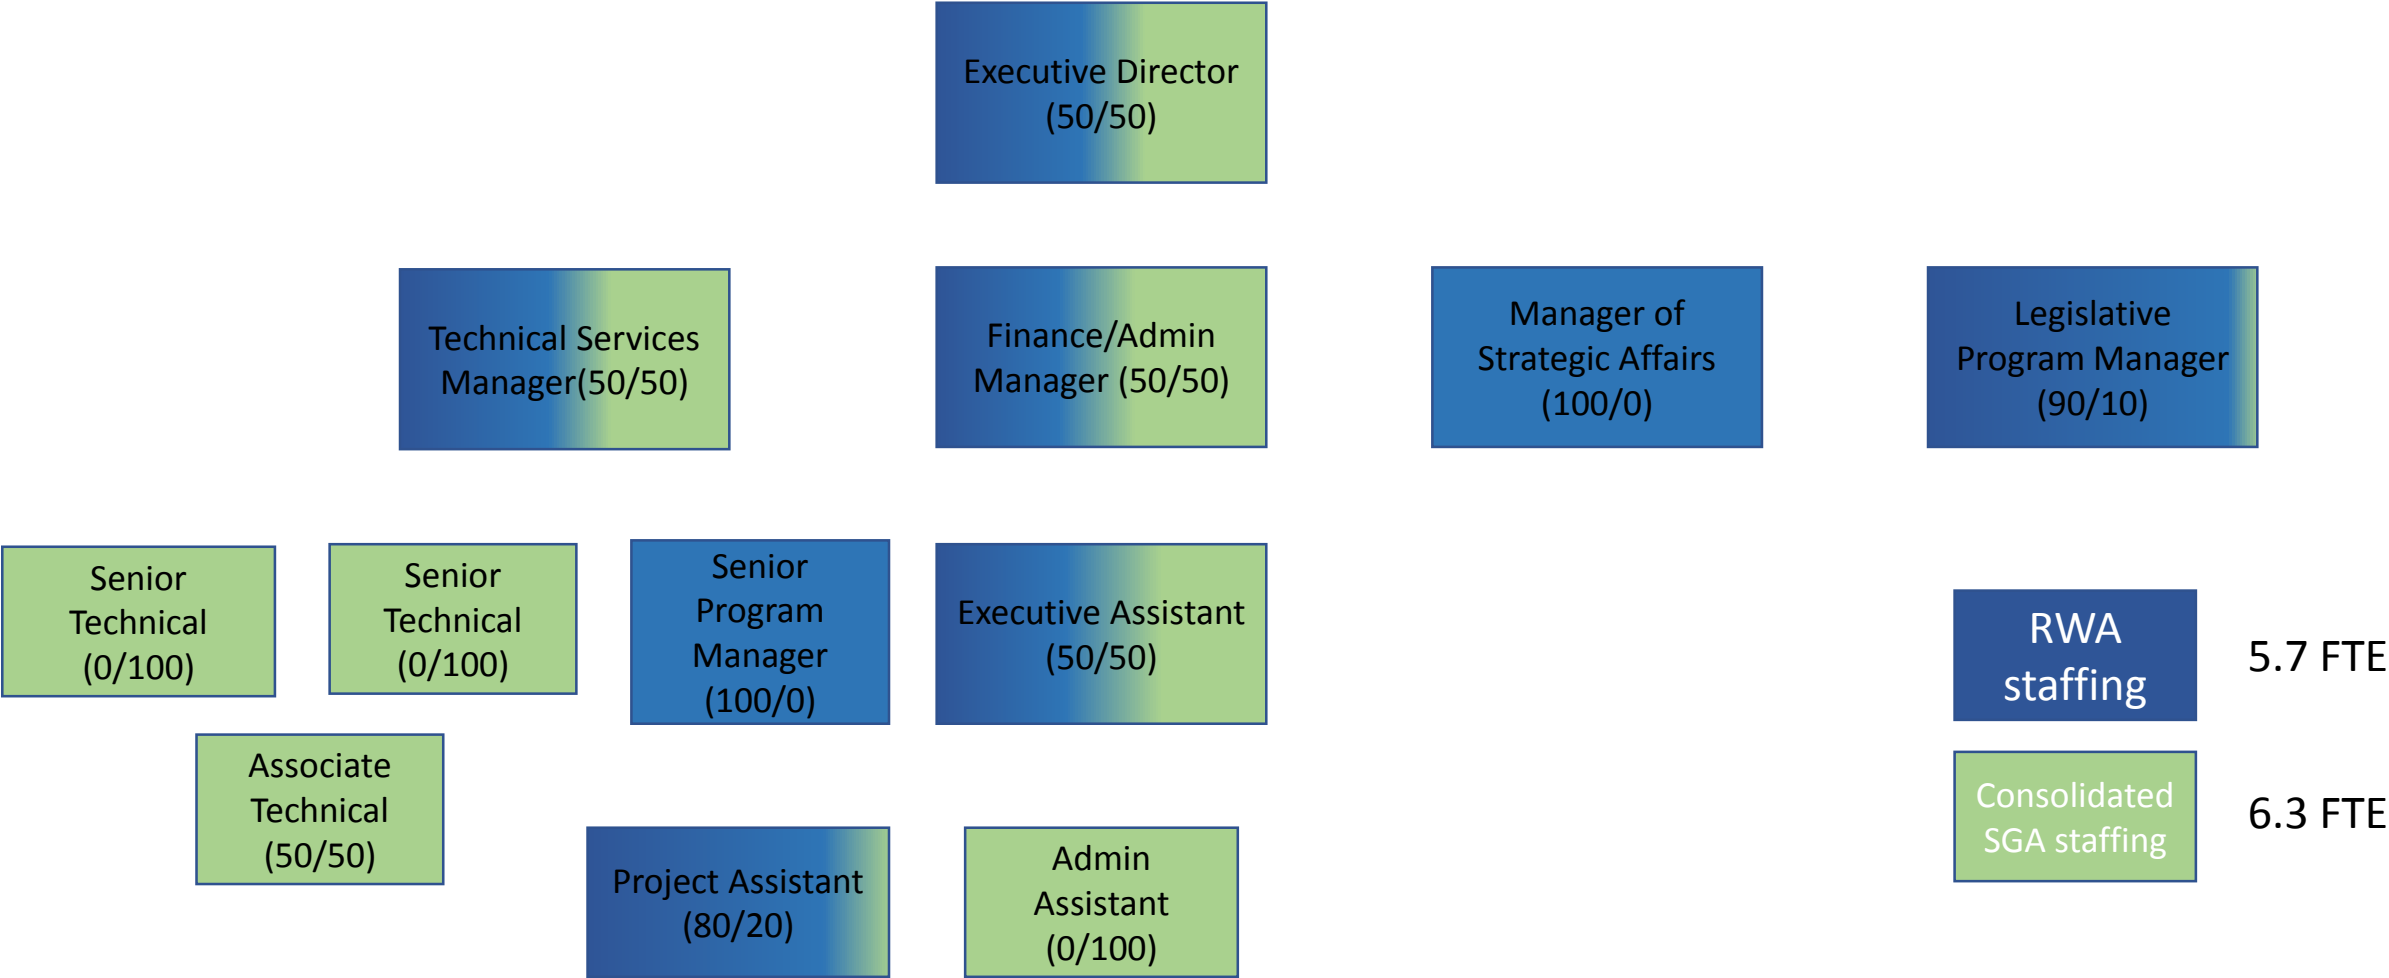 Executive Director
(50/50)
Technical Services
Manager(50/50)
Finance/Admin
Manager (50/50)
Manager of
Strategic Affairs
(100/0)
Legislative
Program Manager
(90/10)
Senior
Technical
(0/100)
Senior
Technical
(0/100)
Senior
Program
Manager
(100/0)
Executive Assistant
(50/50)
RWA
staffing
5.7 FTE
Associate
Technical
(50/50)
Project Assistant
(80/20)
Admin
Assistant
(0/100)
Consolidated
SGA staffing
6.3 FTE